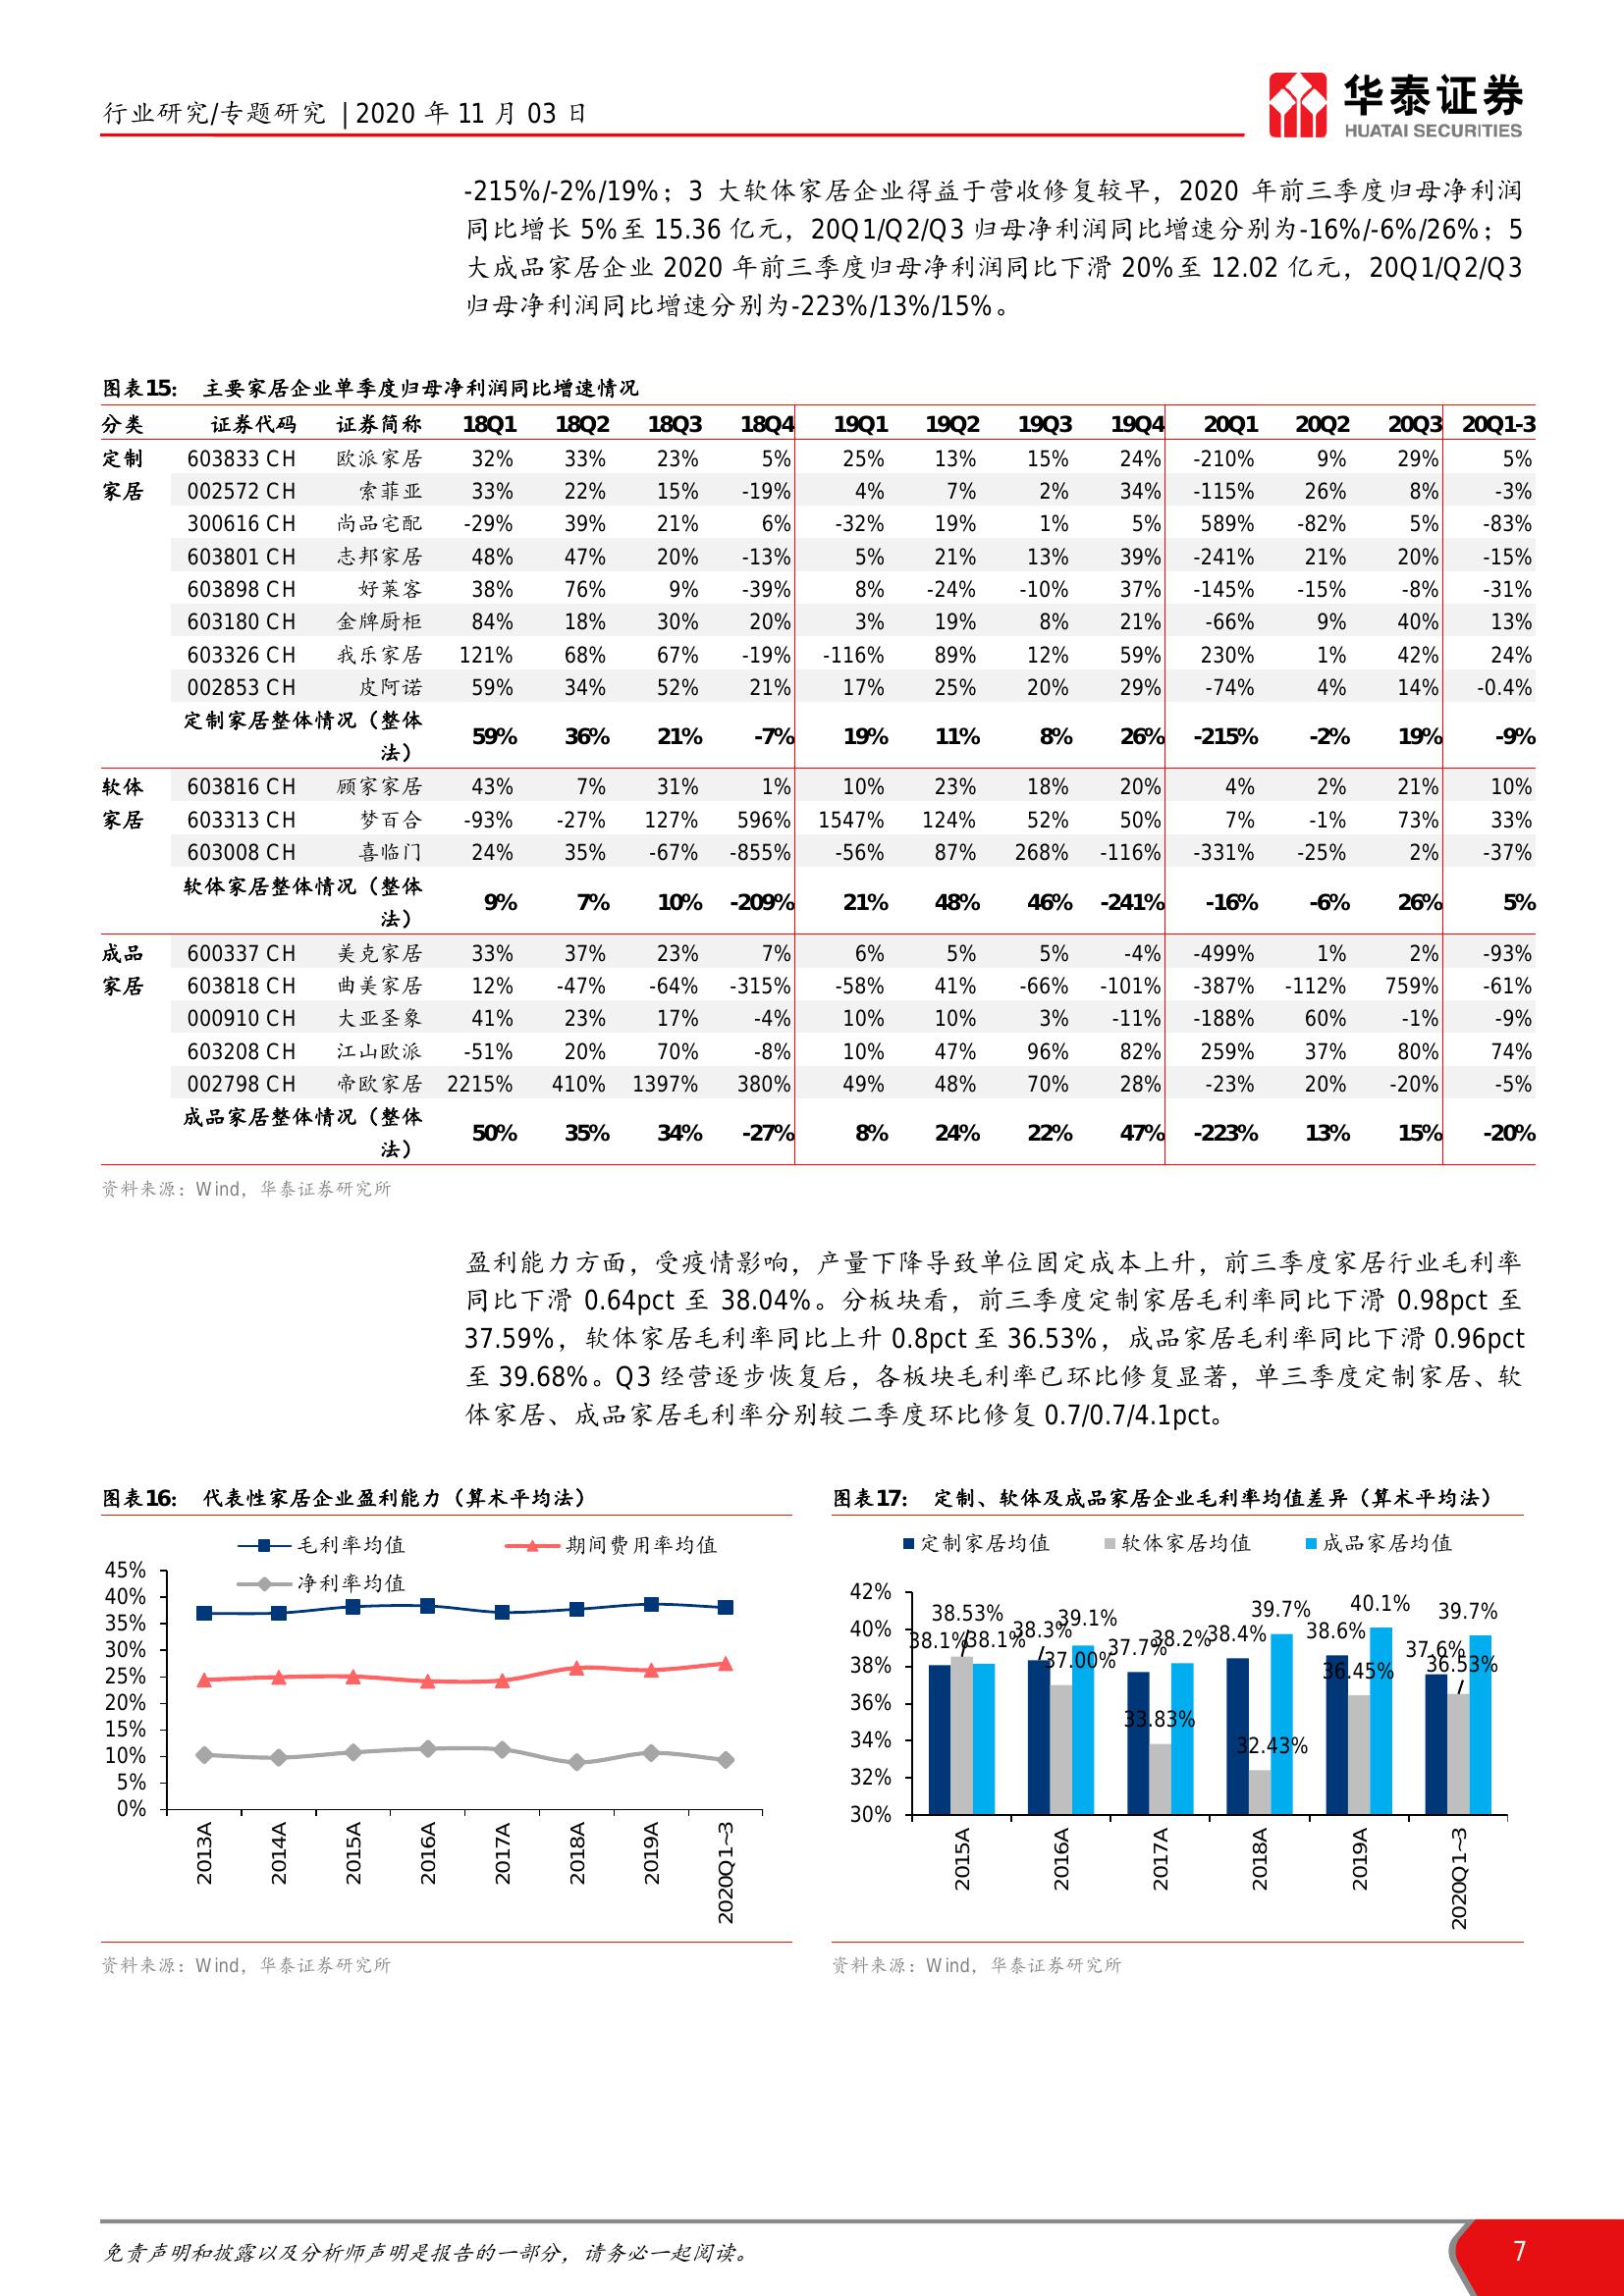 行业研究/专题研究 | 2020 年 11 月 03 日
华泰证券
HUATAI SECURITIES
-215%/-2%/19%；3 大软体家居企业得益于营收修复较早，2020 年前三季度归母净利润
同比增长 5%至 15.36 亿元，20Q1/Q2/Q3 归母净利润同比增速分别为-16%/-6%/26%；5
大成品家居企业 2020 年前三季度归母净利润同比下滑 20%至 12.02 亿元，20Q1/Q2/Q3
归母净利润同比增速分别为-223%/13%/15%。
图表15： 主要家居企业单季度归母净利润同比增速情况
分类 证券代码 证券简称 18Q1 18Q2 18Q3 18Q4 19Q1 19Q2 19Q3 19Q4 20Q1 20Q2 20Q3 20Q1-3
定制 603833 CH 欧派家居 32% 33% 23% 5% 25% 13% 15% 24% -210% 9% 29% 5%
家居 002572 CH 索菲亚 33% 22% 15% -19% 4% 7% 2% 34% -115% 26% 8% -3%
300616 CH 尚品宅配 -29% 39% 21% 6% -32% 19% 1% 5% 589% -82% 5% -83%
603801 CH 志邦家居 48% 47% 20% -13% 5% 21% 13% 39% -241% 21% 20% -15%
603898 CH 好莱客 38% 76% 9% -39% 8% -24% -10% 37% -145% -15% -8% -31%
603180 CH 金牌厨柜 84% 18% 30% 20% 3% 19% 8% 21% -66% 9% 40% 13%
603326 CH 我乐家居 121% 68% 67% -19% -116% 89% 12% 59% 230% 1% 42% 24%
002853 CH 皮阿诺 59% 34% 52% 21% 17% 25% 20% 29% -74% 4% 14% -0.4%
定制家居整体情况（整体
法） 59% 36% 21% -7% 19% 11% 8% 26% -215% -2% 19% -9%
软体 603816 CH 顾家家居 43% 7% 31% 1% 10% 23% 18% 20% 4% 2% 21% 10%
家居 603313 CH 梦百合 -93% -27% 127% 596% 1547% 124% 52% 50% 7% -1% 73% 33%
603008 CH 喜临门 24% 35% -67% -855% -56% 87% 268% -116% -331% -25% 2% -37%
软体家居整体情况（整体
法） 9% 7% 10% -209% 21% 48% 46% -241% -16% -6% 26% 5%
成品 600337 CH 美克家居 33% 37% 23% 7% 6% 5% 5% -4% -499% 1% 2% -93%
家居 603818 CH 曲美家居 12% -47% -64% -315% -58% 41% -66% -101% -387% -112% 759% -61%
000910 CH 大亚圣象 41% 23% 17% -4% 10% 10% 3% -11% -188% 60% -1% -9%
603208 CH 江山欧派 -51% 20% 70% -8% 10% 47% 96% 82% 259% 37% 80% 74%
002798 CH 帝欧家居 2215% 410% 1397% 380% 49% 48% 70% 28% -23% 20% -20% -5%
成品家居整体情况（整体
法） 50% 35% 34% -27% 8% 24% 22% 47% -223% 13% 15% -20%
资料来源：Wind，华泰证券研究所
盈利能力方面，受疫情影响，产量下降导致单位固定成本上升，前三季度家居行业毛利率
同比下滑 0.64pct 至 38.04%。分板块看，前三季度定制家居毛利率同比下滑 0.98pct 至
37.59%，软体家居毛利率同比上升 0.8pct 至 36.53%，成品家居毛利率同比下滑 0.96pct
至 39.68%。Q3 经营逐步恢复后，各板块毛利率已环比修复显著，单三季度定制家居、软
体家居、成品家居毛利率分别较二季度环比修复 0.7/0.7/4.1pct。
图表16： 代表性家居企业盈利能力（算术平均法）
毛利率均值 期间费用率均值
净利率均值
45%
40%
35%
30%
25%
20%
15%
10%
5%
0%
2013A 2014A 2015A 2016A 2017A 2018A 2019A 2020Q1~3
资料来源：Wind，华泰证券研究所
图表17： 定制、软体及成品家居企业毛利率均值差异（算术平均法）
定制家居均值 软体家居均值 成品家居均值
42%
40%
38%
36%
34%
32%
30%
38.1% 38.53% 38.1%
38.3% 37.00% 39.1%
37.7% 33.83% 38.2%
38.4% 32.43% 39.7%
38.6% 36.45% 40.1%
37.6% 36.53% 39.7%
2015A 2016A 2017A 2018A 2019A 2020Q1~3
资料来源：Wind，华泰证券研究所
免责声明和披露以及分析师声明是报告的一部分，请务必一起阅读。
7